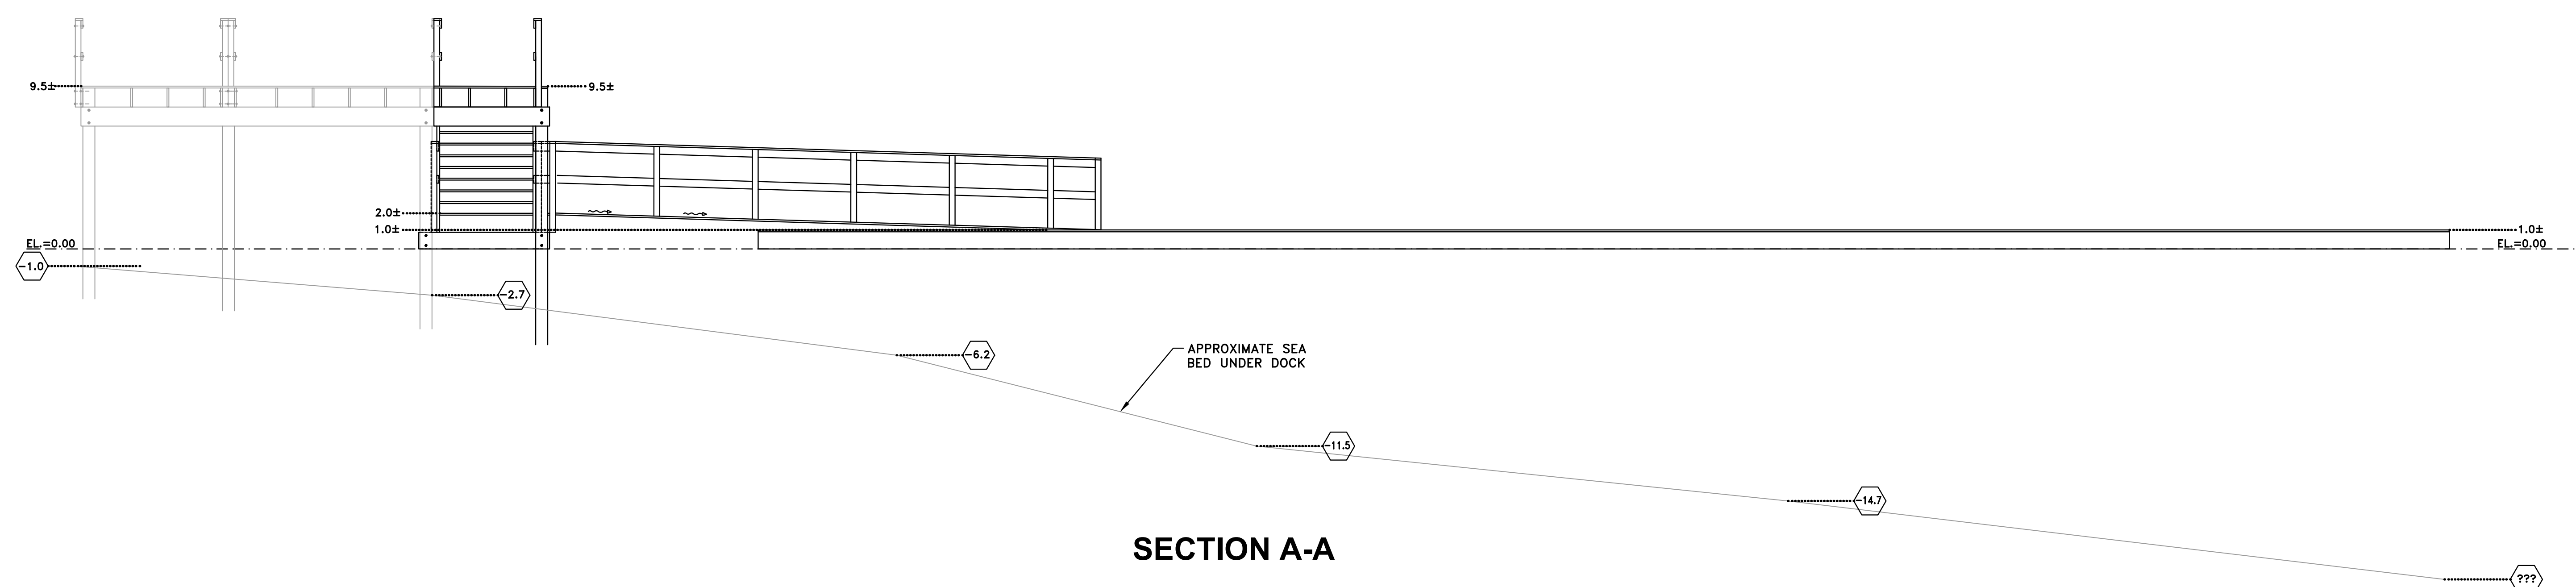 9.5±
9.5±
2.0±
1.0±
1.0±
EL.=0.00
EL.=0.00
-1.0
-2.7
-6.2
APPROXIMATE SEA
BED UNDER DOCK
-11.5
-14.7
SECTION A-A
???